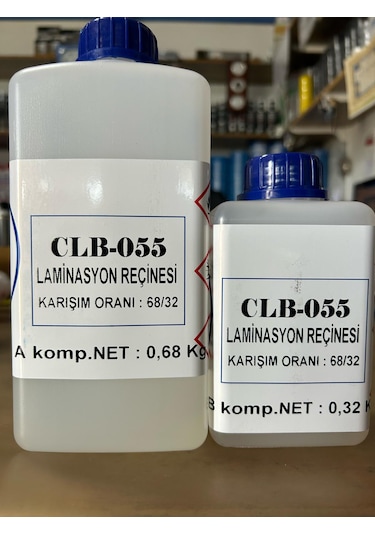 CLB-055
LAMİNASYON REÇİNESİ
KARIŞIM ORANI : 68/32
A komp.NET : 0,68 Kg
CLB-055
LAMİNASYON REÇİNESİ
KARIŞIM ORANI : 68/32
B komp.NET : 0,32 K